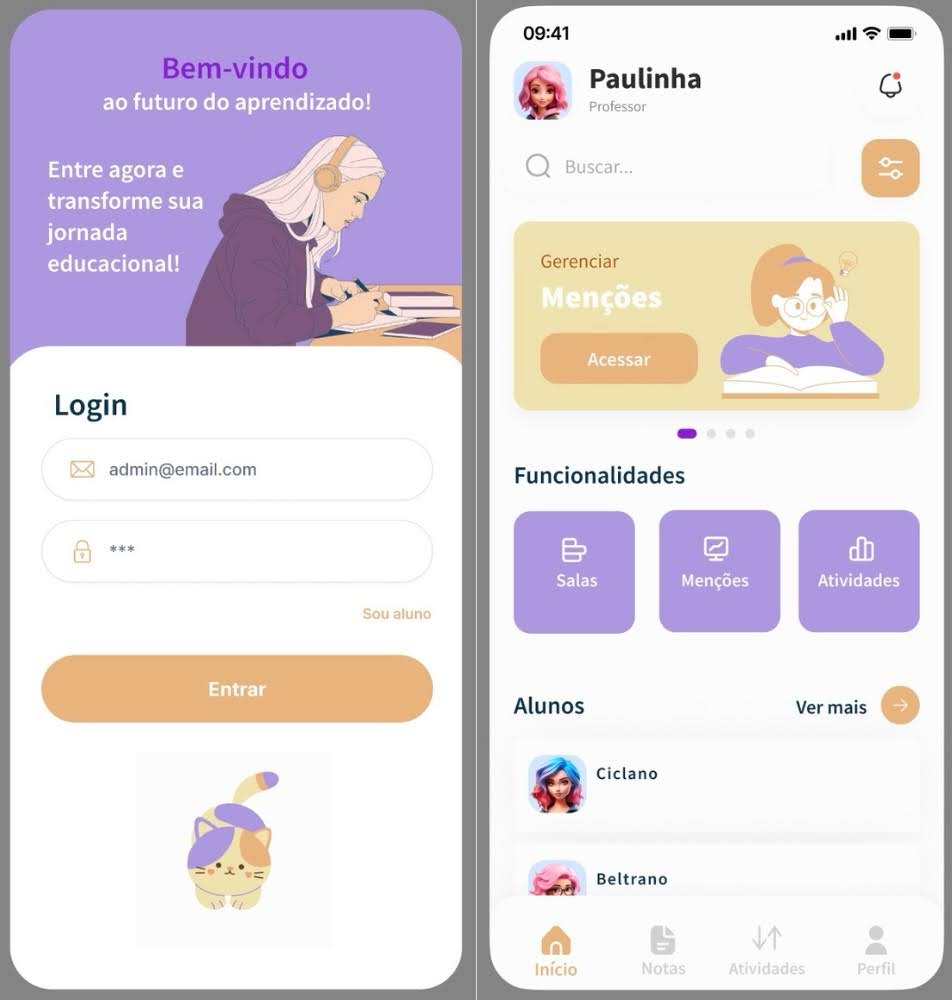 Bem-vindo
ao futuro do aprendizado!
Entre agora e
transforme sua
jornada
educacional!
Login
admin@email.com
***
Sou aluno
Entrar
09:41
Paulinha
Professor
Buscar...
Gerenciar
Menções
Acessar
Funcionalidades
Salas
Menções
Atividades
Alunos
Ver mais
Ciclano
Beltrano
Início
Notas
Atividades
Perfil